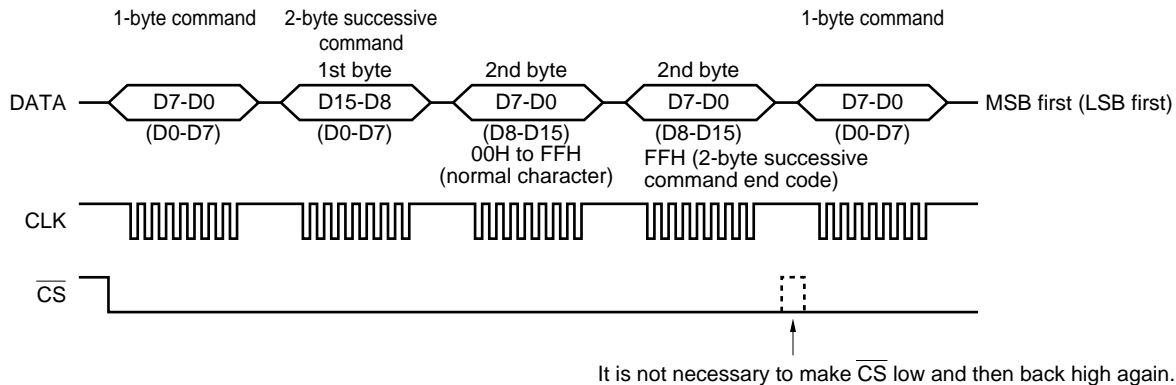 1-byte command
2-byte successive
command
1-byte command
1st byte
2nd byte
2nd byte
DATA
D7-D0
D15-D8
D7-D0
D7-D0
D7-D0
MSB first (LSB first)
(D0-D7)
(D0-D7)
(D8-D15)
(D8-D15)
(D0-D7)
00H to FFH
(normal character)
FFH (2-byte successive
command end code)
CLK
CS
It is not necessary to make CS low and then back high again.